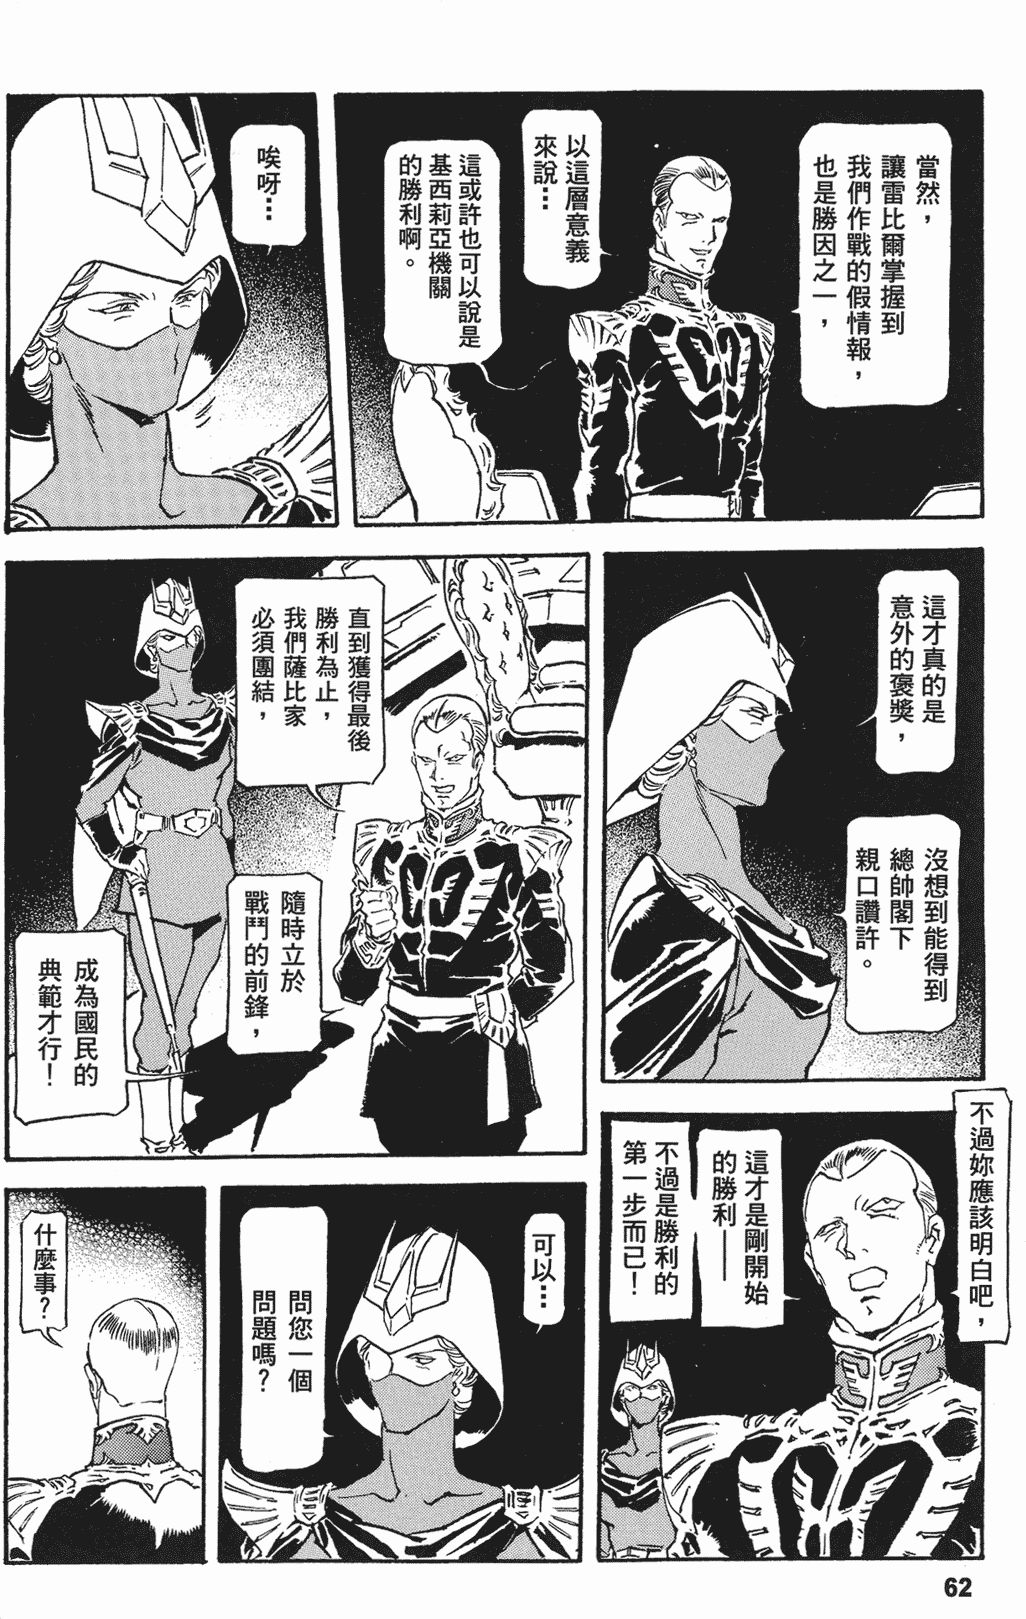 當然，
讓雷比爾掌握到
我們作戰的假情報，
也是勝因之一，
以這層意義
來說…
這或許也可以說是
基西莉亞機關
的勝利啊。
唉呀…
這才真的是
意外的褒獎，
沒想到能得到
總帥閣下
親口讚許。
直到獲得最後
勝利為止，
我們薩比家
必須團結，
隨時立於
戰鬥的前鋒，
成為國民的
典範才行！
不過妳應該明白吧，
這才是剛開始
的勝利——
不過是勝利的
第一步而已！
可以…
問您一個
問題嗎？
什麼事？
62